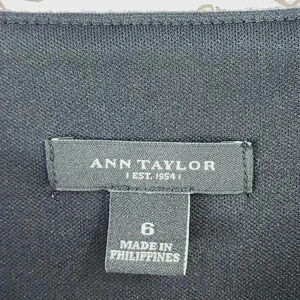 ANN TAYLOR
EST. 1954
6
MADE IN
PHILIPPINES